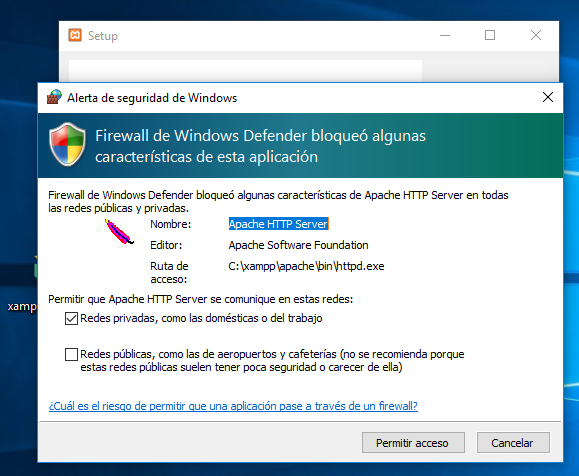 Setup
Alerta de seguridad de Windows
Firewall de Windows Defender bloqueó algunas
características de esta aplicación
Firewall de Windows Defender bloqueó algunas características de Apache HTTP Server en todas
las redes públicas y privadas.
Nombre: Apache HTTP Server
Editor: Apache Software Foundation
Ruta de C:\xampp\apache\bin\httpd.exe
acceso:
Permitir que Apache HTTP Server se comunique en estas redes:
xamp
Redes privadas, como las domésticas o del trabajo
Redes públicas, como las de aeropuertos y cafeterías (no se recomienda porque
estas redes públicas suelen tener poca seguridad o carecer de ella)
¿Cuál es el riesgo de permitir que una aplicación pase a través de un firewall?
Permitir acceso Cancelar